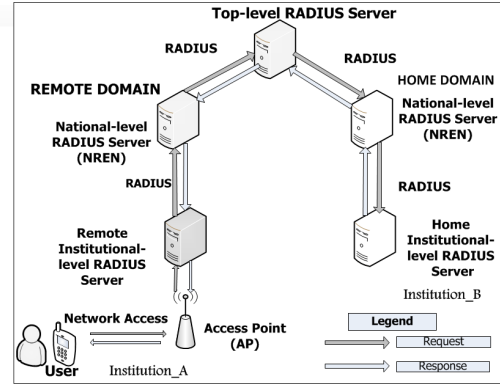 Top-level RADIUS Server
RADIUS
RADIUS
REMOTE DOMAIN
HOME DOMAIN
National-level
RADIUS Server
(NREN)
National-level
RADIUS Server
(NREN)
RADIUS
RADIUS
Remote
Institutional-
level RADIUS
Server
Home
Institutional-
level RADIUS
Server
Institution_B
Network Access
Access Point
(AP)
User
Institution_A
Legend
Request
Response